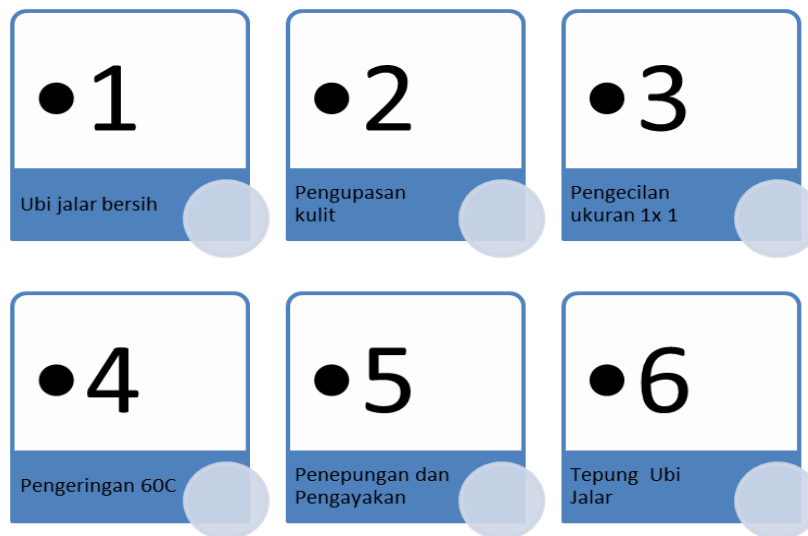 •1
•2
•3
Ubi jalar bersih
Pengupasan
kulit
Pengecilan
ukuran 1x 1
•4
•5
•6
Pengeringan 60C
Penepungan dan
Pengayakan
Tepung  Ubi
Jalar